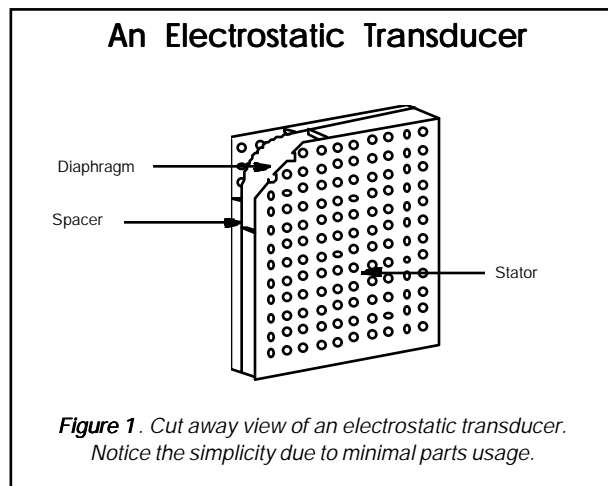 An Electrostatic Transducer
Diaphragm
Spacer
Stator
Figure 1. Cut away view of an electrostatic transducer.
Notice the simplicity due to minimal parts usage.